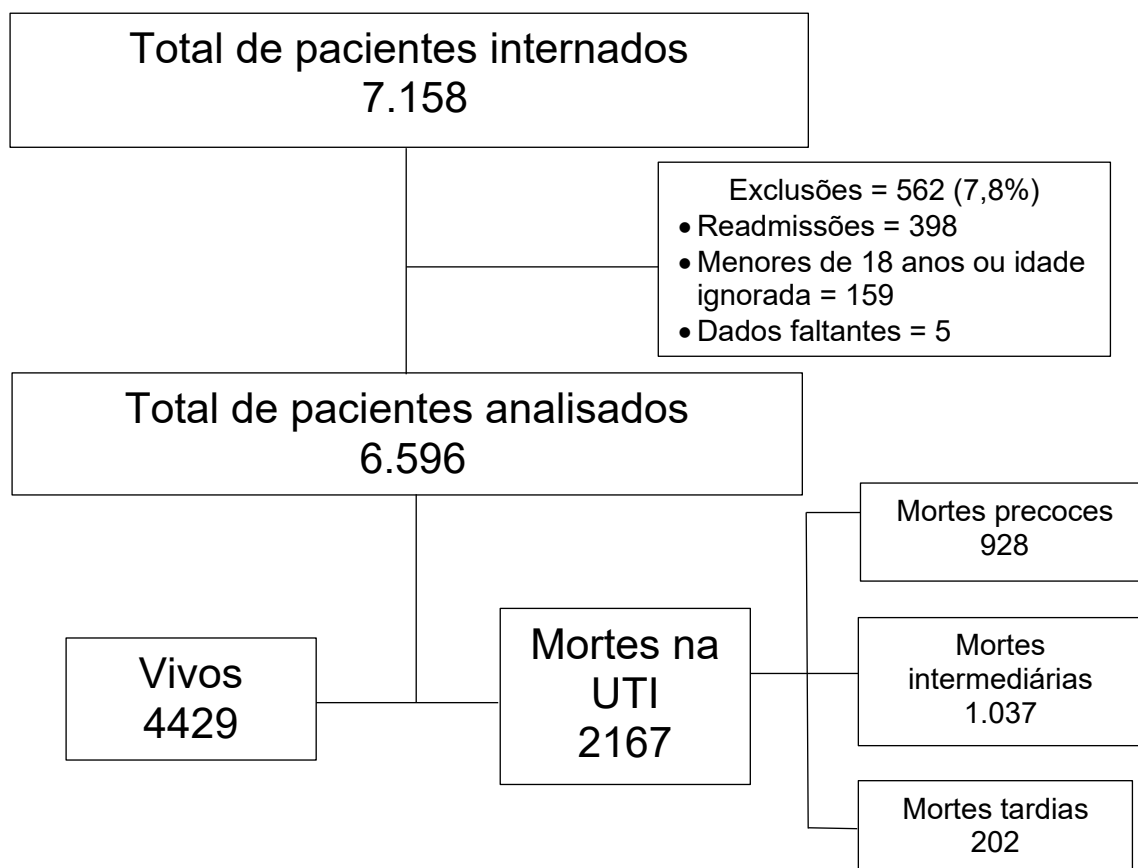 Total de pacientes internados
7.158
Exclusões = 562 (7,8%)
• Readmissões = 398
• Menores de 18 anos ou idade
ignorada = 159
• Dados faltantes = 5
Total de pacientes analisados
6.596
Mortes precoces
928
Vivos
4429
Mortes na
UTI
2167
Mortes
intermediárias
1.037
Mortes tardias
202